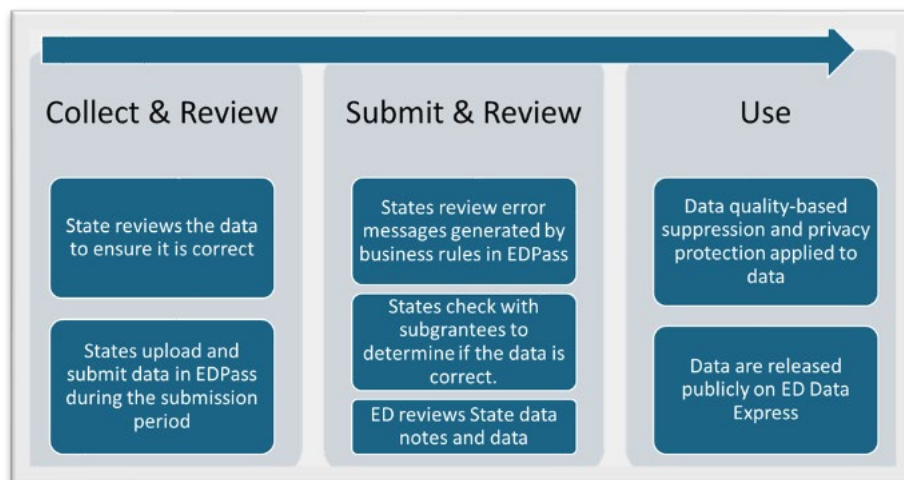 Collect & Review
State reviews the data
to ensure it is correct
States upload and
submit data in EDPass
during the submission
period
Submit & Review
States review error
messages generated by
business rules in EDPass
States check with
subgrantees to
determine if the data is
correct.
ED reviews State data
notes and data
Use
Data quality-based
suppression and privacy
protection applied to
data
Data are released
publicly on ED Data
Express